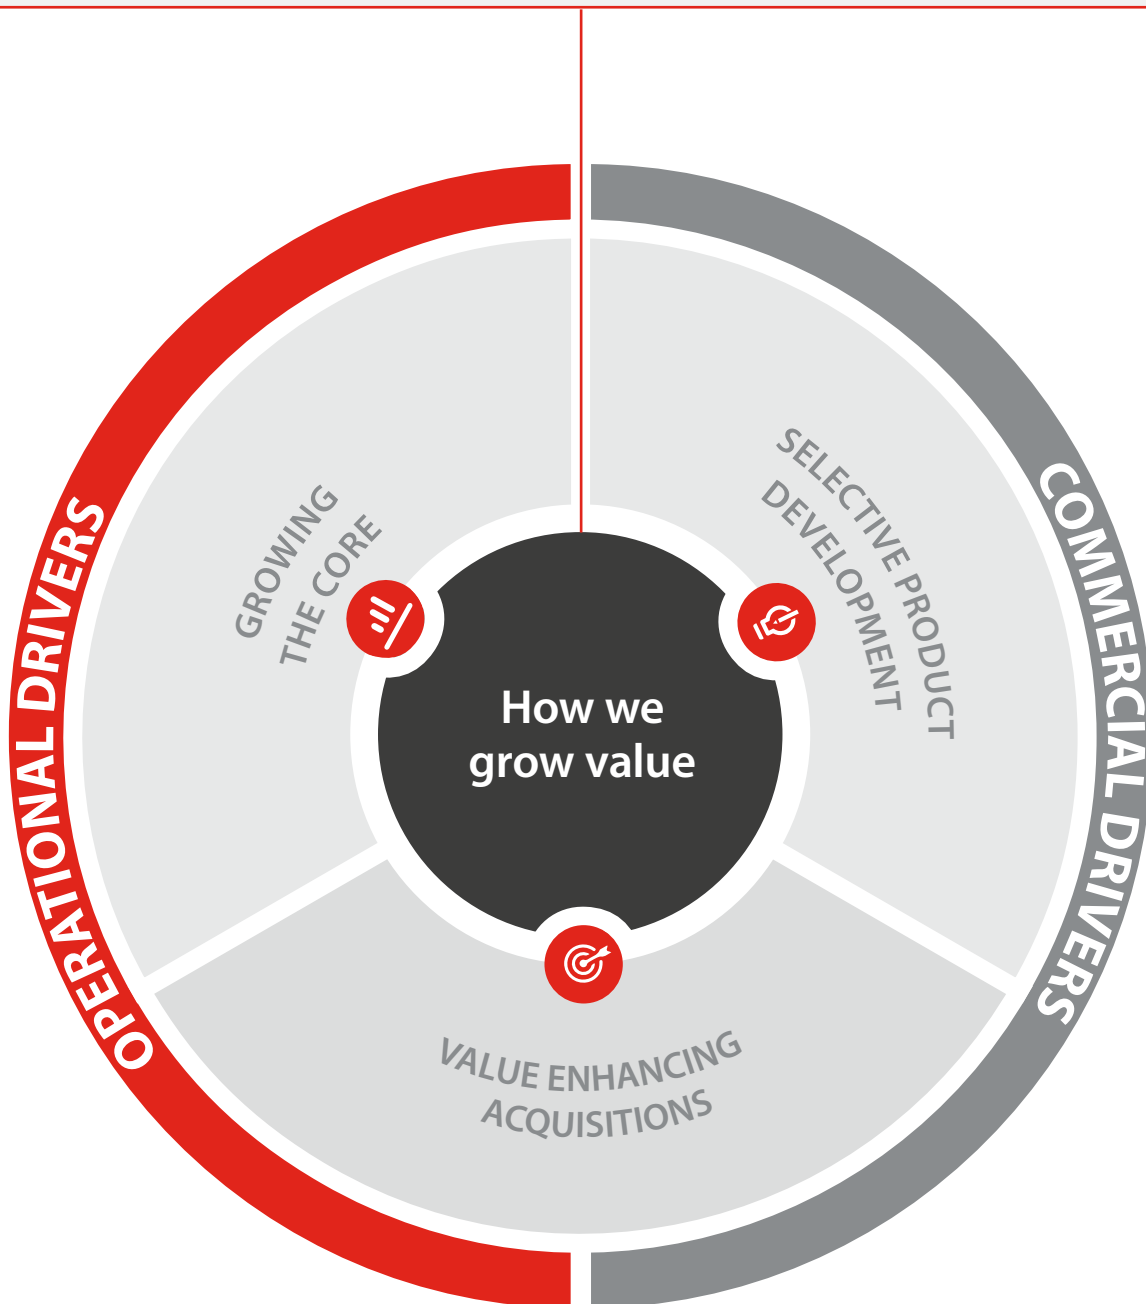 OPERATIONAL DRIVERS
COMMERCIAL DRIVERS
GROWING
THE CORE
SELECTIVE PRODUCT
DEVELOPMENT
How we
grow value
VALUE ENHANCING
ACQUISITIONS